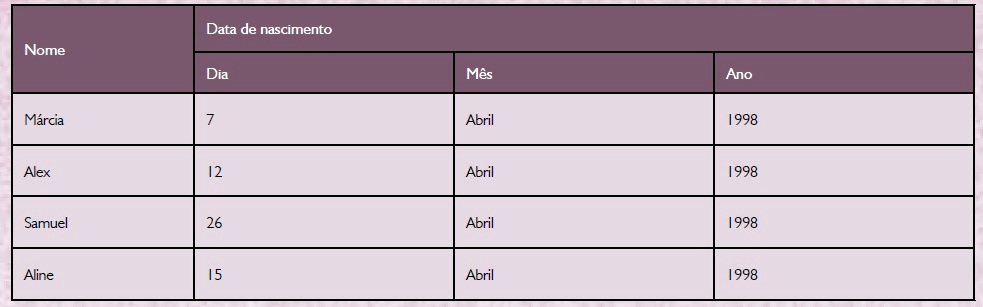 Nome
Data de nascimento
Dia Mês Ano
Márcia 7 Abril 1998
Alex 12 Abril 1998
Samuel 26 Abril 1998
Aline 15 Abril 1998